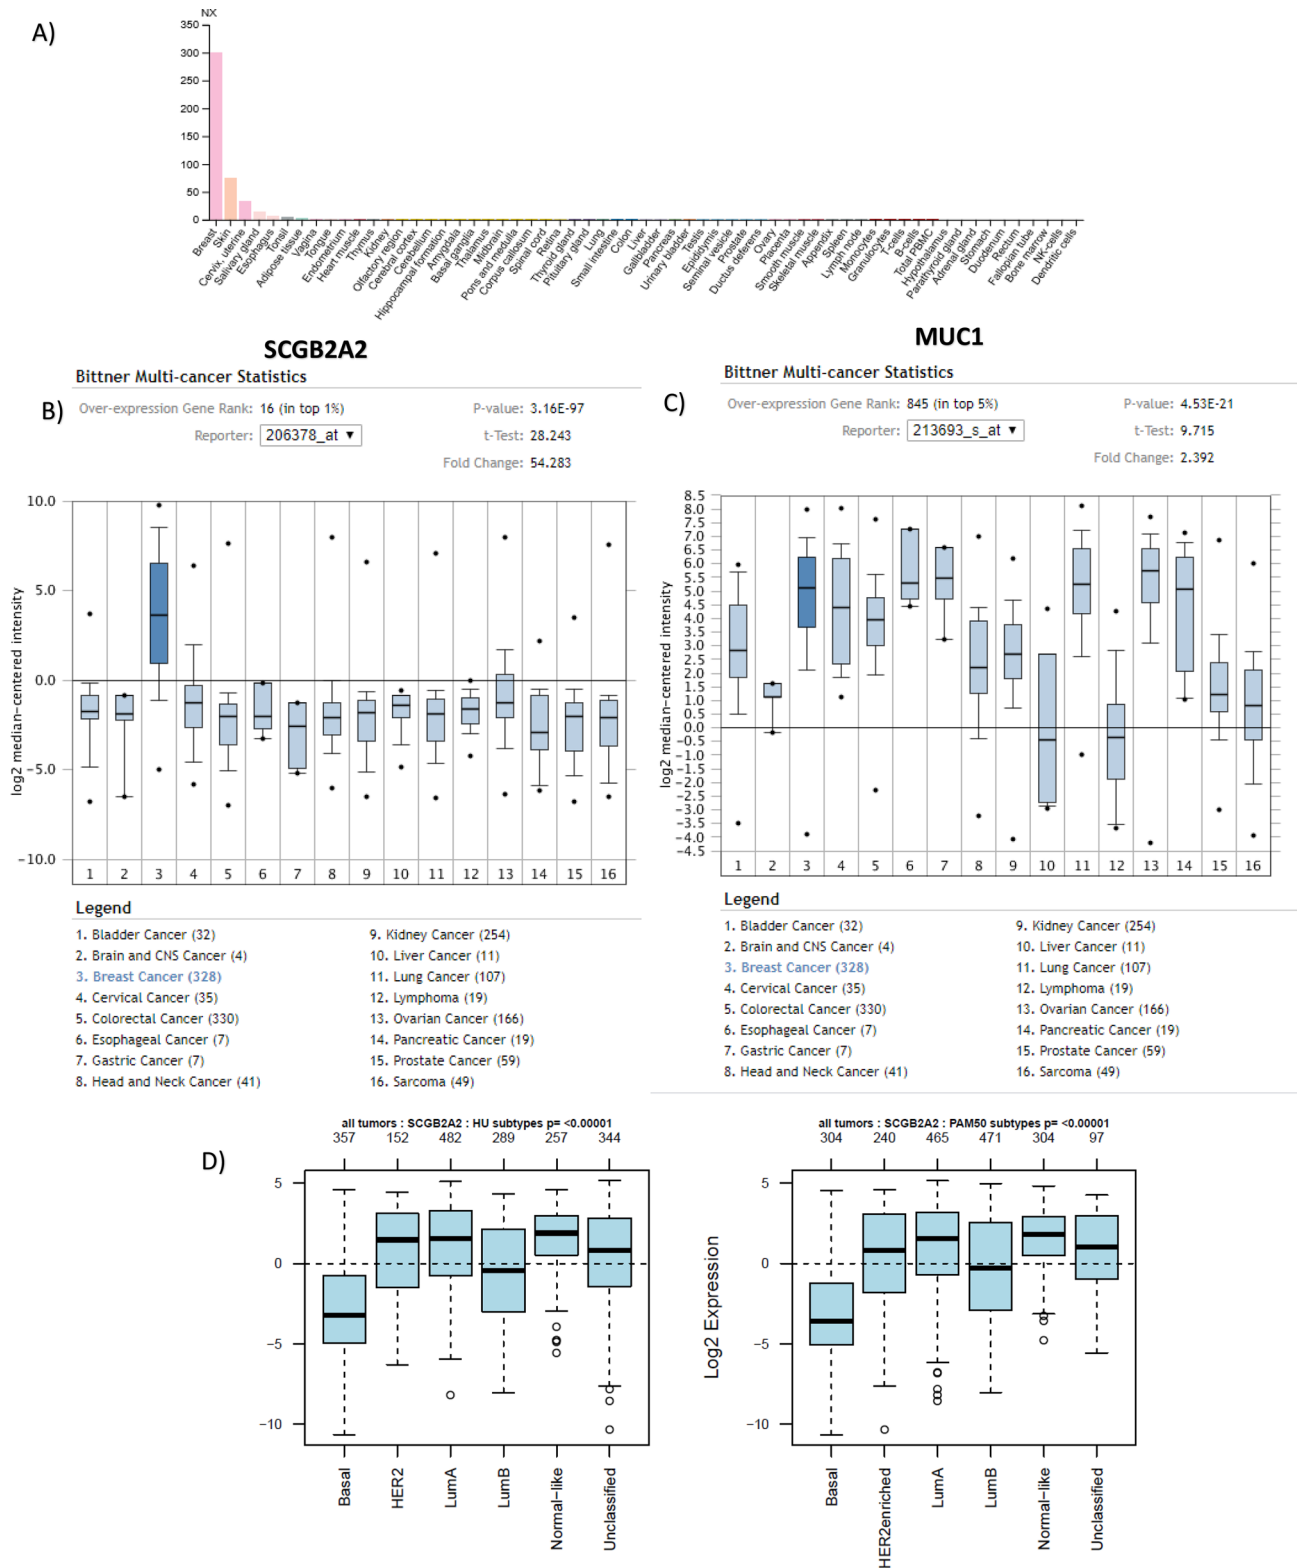 A)
NX
350
300
250
200
150
100
50
0
Breast
Skin
Cervix, uterine
Salivary gland
Esophagus
Tonsil
Adipose tissue
Vagina
Tongue
Endometrium
Heart muscle
Thymus
Kidney
Olfactory region
Cerebral cortex
Cerebellum
Hippocampal formation
Amygdala
Basal ganglia
Thalamus
Midbrain
Pons and medulla
Corpus callosum
Spinal cord
Retina
Thyroid gland
Pituitary gland
Lung
Small intestine
Colon
Liver
Gallbladder
Pancreas
Urinary bladder
Testis
Epididymis
Seminal vesicle
Prostate
Ductus deferens
Ovary
Placenta
Smooth muscle
Skeletal muscle
Appendix
Spleen
Lymph node
Monocytes
Granulocytes
T-cells
B-cells
Total PBMC
Hypothalamus
Parathyroid gland
Adrenal gland
Stomach
Duodenum
Rectum
Fallopian tube
Bone marrow
NK-cells
Dendritic cells
SCGB2A2
Bittner Multi-cancer Statistics
B)
Over-expression Gene Rank: 16 (in top 1%)
P-value: 3.16E-97
Reporter: 206378_at ▼
t-Test: 28.243
Fold Change: 54.283
log2 median-centered intensity
10.0
5.0
0.0
-5.0
-10.0
1 2 3 4 5 6 7 8 9 10 11 12 13 14 15 16
Legend
1. Bladder Cancer (32)
2. Brain and CNS Cancer (4)
3. Breast Cancer (328)
4. Cervical Cancer (35)
5. Colorectal Cancer (330)
6. Esophageal Cancer (7)
7. Gastric Cancer (7)
8. Head and Neck Cancer (41)
9. Kidney Cancer (254)
10. Liver Cancer (11)
11. Lung Cancer (107)
12. Lymphoma (19)
13. Ovarian Cancer (166)
14. Pancreatic Cancer (19)
15. Prostate Cancer (59)
16. Sarcoma (49)
MUC1
Bittner Multi-cancer Statistics
C)
Over-expression Gene Rank: 845 (in top 5%)
P-value: 4.53E-21
Reporter: 213693_s_at ▼
t-Test: 9.715
Fold Change: 2.392
log2 median-centered intensity
8.5
8.0
7.5
7.0
6.5
6.0
5.5
5.0
4.5
4.0
3.5
3.0
2.5
2.0
1.5
1.0
0.5
0.0
-0.5
-1.0
-1.5
-2.0
-2.5
-3.0
-3.5
-4.0
-4.5
1 2 3 4 5 6 7 8 9 10 11 12 13 14 15 16
Legend
1. Bladder Cancer (32)
2. Brain and CNS Cancer (4)
3. Breast Cancer (328)
4. Cervical Cancer (35)
5. Colorectal Cancer (330)
6. Esophageal Cancer (7)
7. Gastric Cancer (7)
8. Head and Neck Cancer (41)
9. Kidney Cancer (254)
10. Liver Cancer (11)
11. Lung Cancer (107)
12. Lymphoma (19)
13. Ovarian Cancer (166)
14. Pancreatic Cancer (19)
15. Prostate Cancer (59)
16. Sarcoma (49)
D)
all tumors : SCGB2A2 : HU subtypes p= <0.00001
357 152 482 289 257 344
5
0
−5
−10
Basal
HER2
LumA
LumB
Normal−like
Unclassified
all tumors : SCGB2A2 : PAM50 subtypes p= <0.00001
304 240 465 471 304 97
Log2 Expression
5
0
−5
−10
Basal
HER2enriched
LumA
LumB
Normal−like
Unclassified